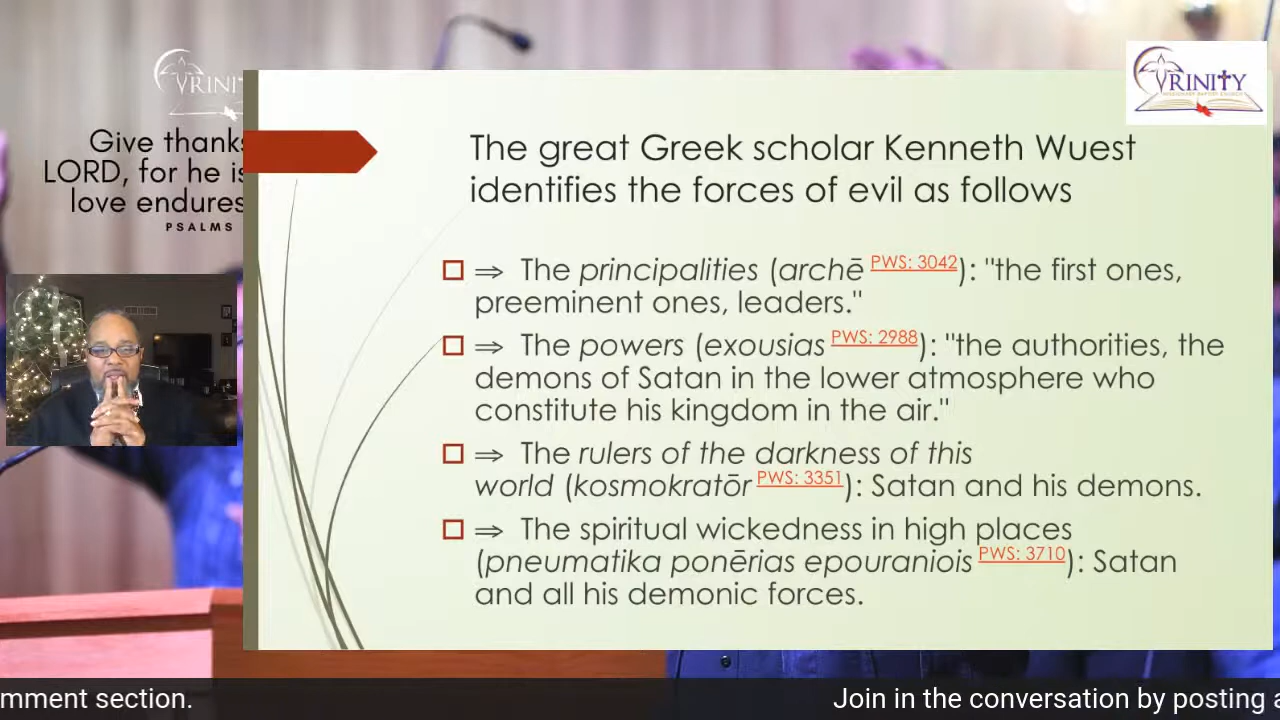 TRINITY
MISSIONARY BAPTIST CHURCH
RINI
Give thanks
LORD, for he is
love endures
PSALMS
The great Greek scholar Kenneth Wuest
identifies the forces of evil as follows
⇒ The principalities (archē PWS: 3042): "the first ones,
preeminent ones, leaders."
⇒ The powers (exousias PWS: 2988): "the authorities, the
demons of Satan in the lower atmosphere who
constitute his kingdom in the air."
⇒ The rulers of the darkness of this
world (kosmokratōr PWS: 3351): Satan and his demons.
⇒ The spiritual wickedness in high places
(pneumatika ponērias epouraniois PWS: 3710): Satan
and all his demonic forces.
mment section.
Join in the conversation by posting a